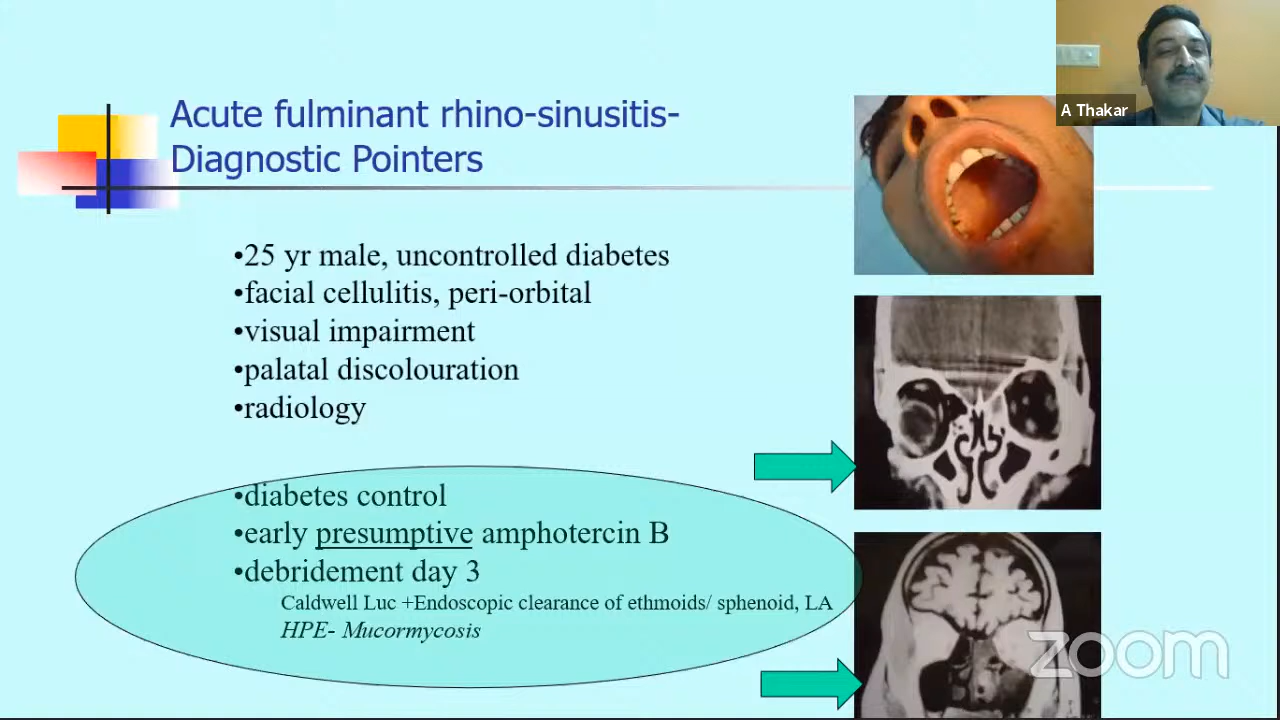 A Thakar
Acute fulminant rhino-sinusitis-
Diagnostic Pointers
•25 yr male, uncontrolled diabetes
•facial cellulitis, peri-orbital
•visual impairment
•palatal discolouration
•radiology
•diabetes control
•early presumptive amphotercin B
•debridement day 3
Caldwell Luc +Endoscopic clearance of ethmoids/ sphenoid, LA
HPE- Mucormycosis
zoom